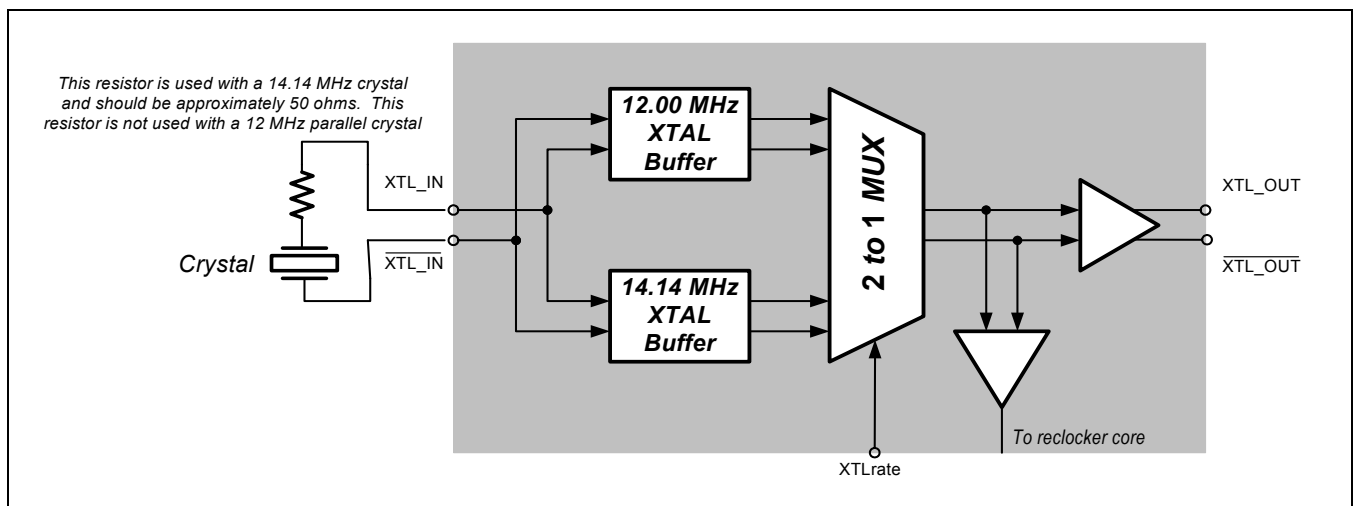 This resistor is used with a 14.14 MHz crystal
and should be approximately 50 ohms. This
resistor is not used with a 12 MHz parallel crystal
12.00 MHz
XTAL
Buffer
XTL_IN
XTL_IN
Crystal
14.14 MHz
XTAL
Buffer
2 to 1 MUX
XTL_OUT
XTL_OUT
To reclocker core
XTLrate